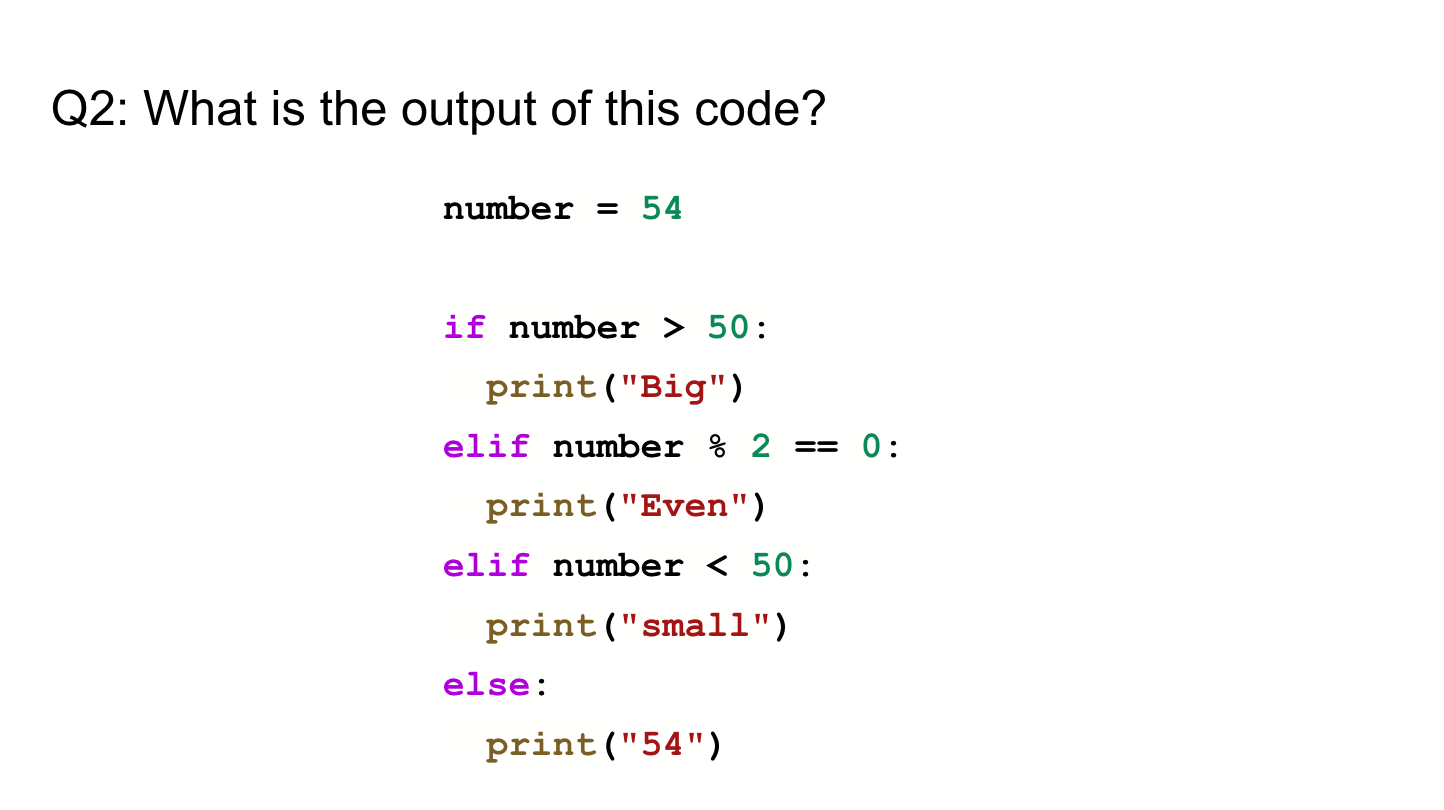 Q2: What is the output of this code?
number = 54
if number > 50:
  print("Big")
elif number % 2 == 0:
  print("Even")
elif number < 50:
  print("small")
else:
  print("54")